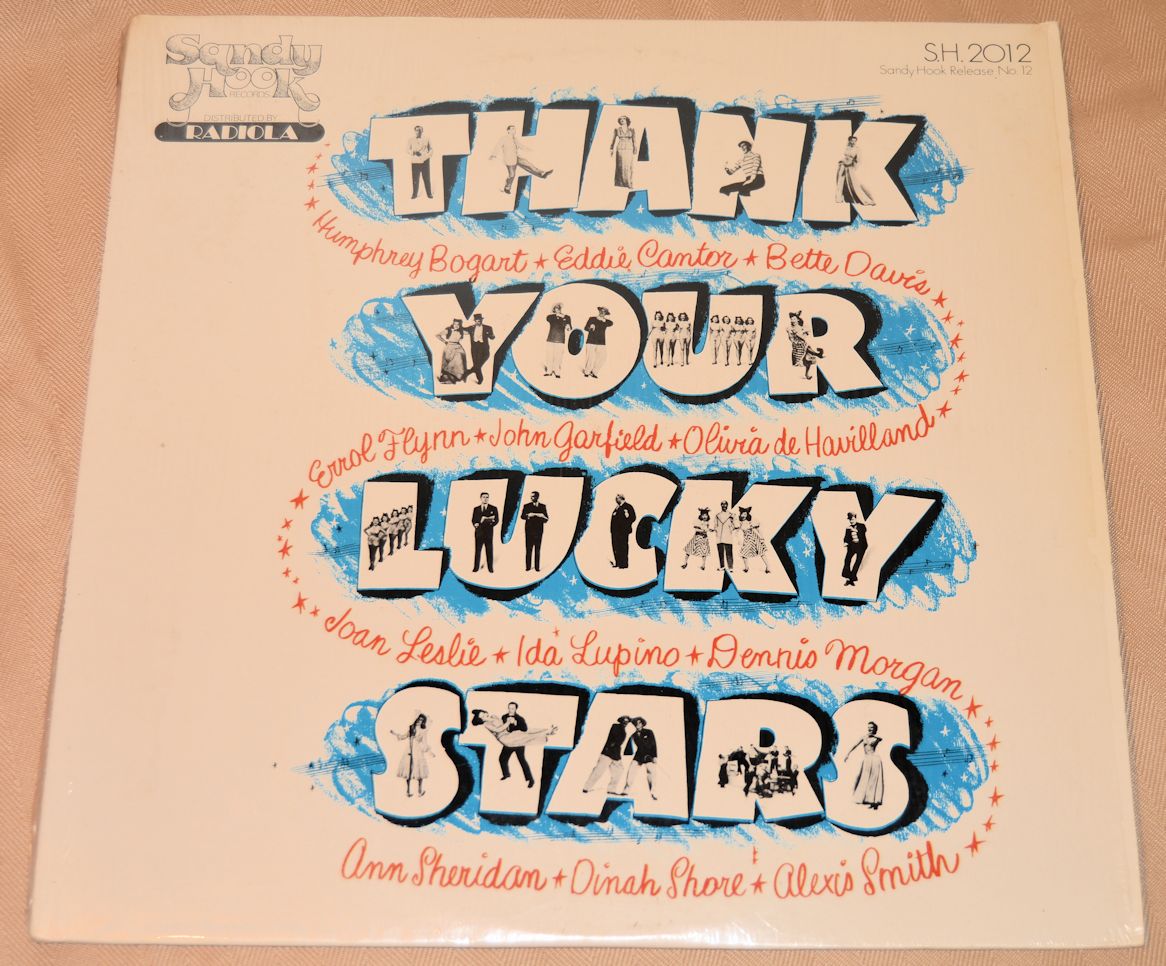 Sandy
Hook
RECORDS
DISTRIBUTED BY
RADIOLA
S.H. 2012
Sandy Hook Release No. 12
THANK
Humphrey Bogart ★ Eddie Cantor ★ Bette Davis
YOUR
Errol Flynn ★ John Garfield ★ Olivia de Havilland
LUCKY
Joan Leslie ★ Ida Lupino ★ Dennis Morgan
STARS
Ann Sheridan ★ Dinah Shore ★ Alexis Smith